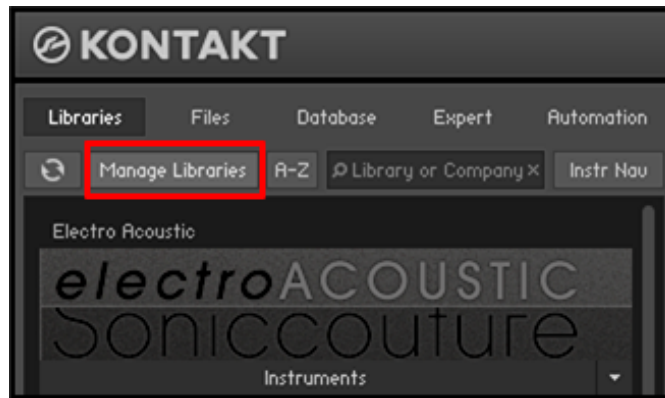 KONTAKT
Libraries Files Database Expert Automation
Manage Libraries A-Z Library or Company × Instr Nav
Electro Acoustic
electroACOUSTIC
Soniccouture
Instruments